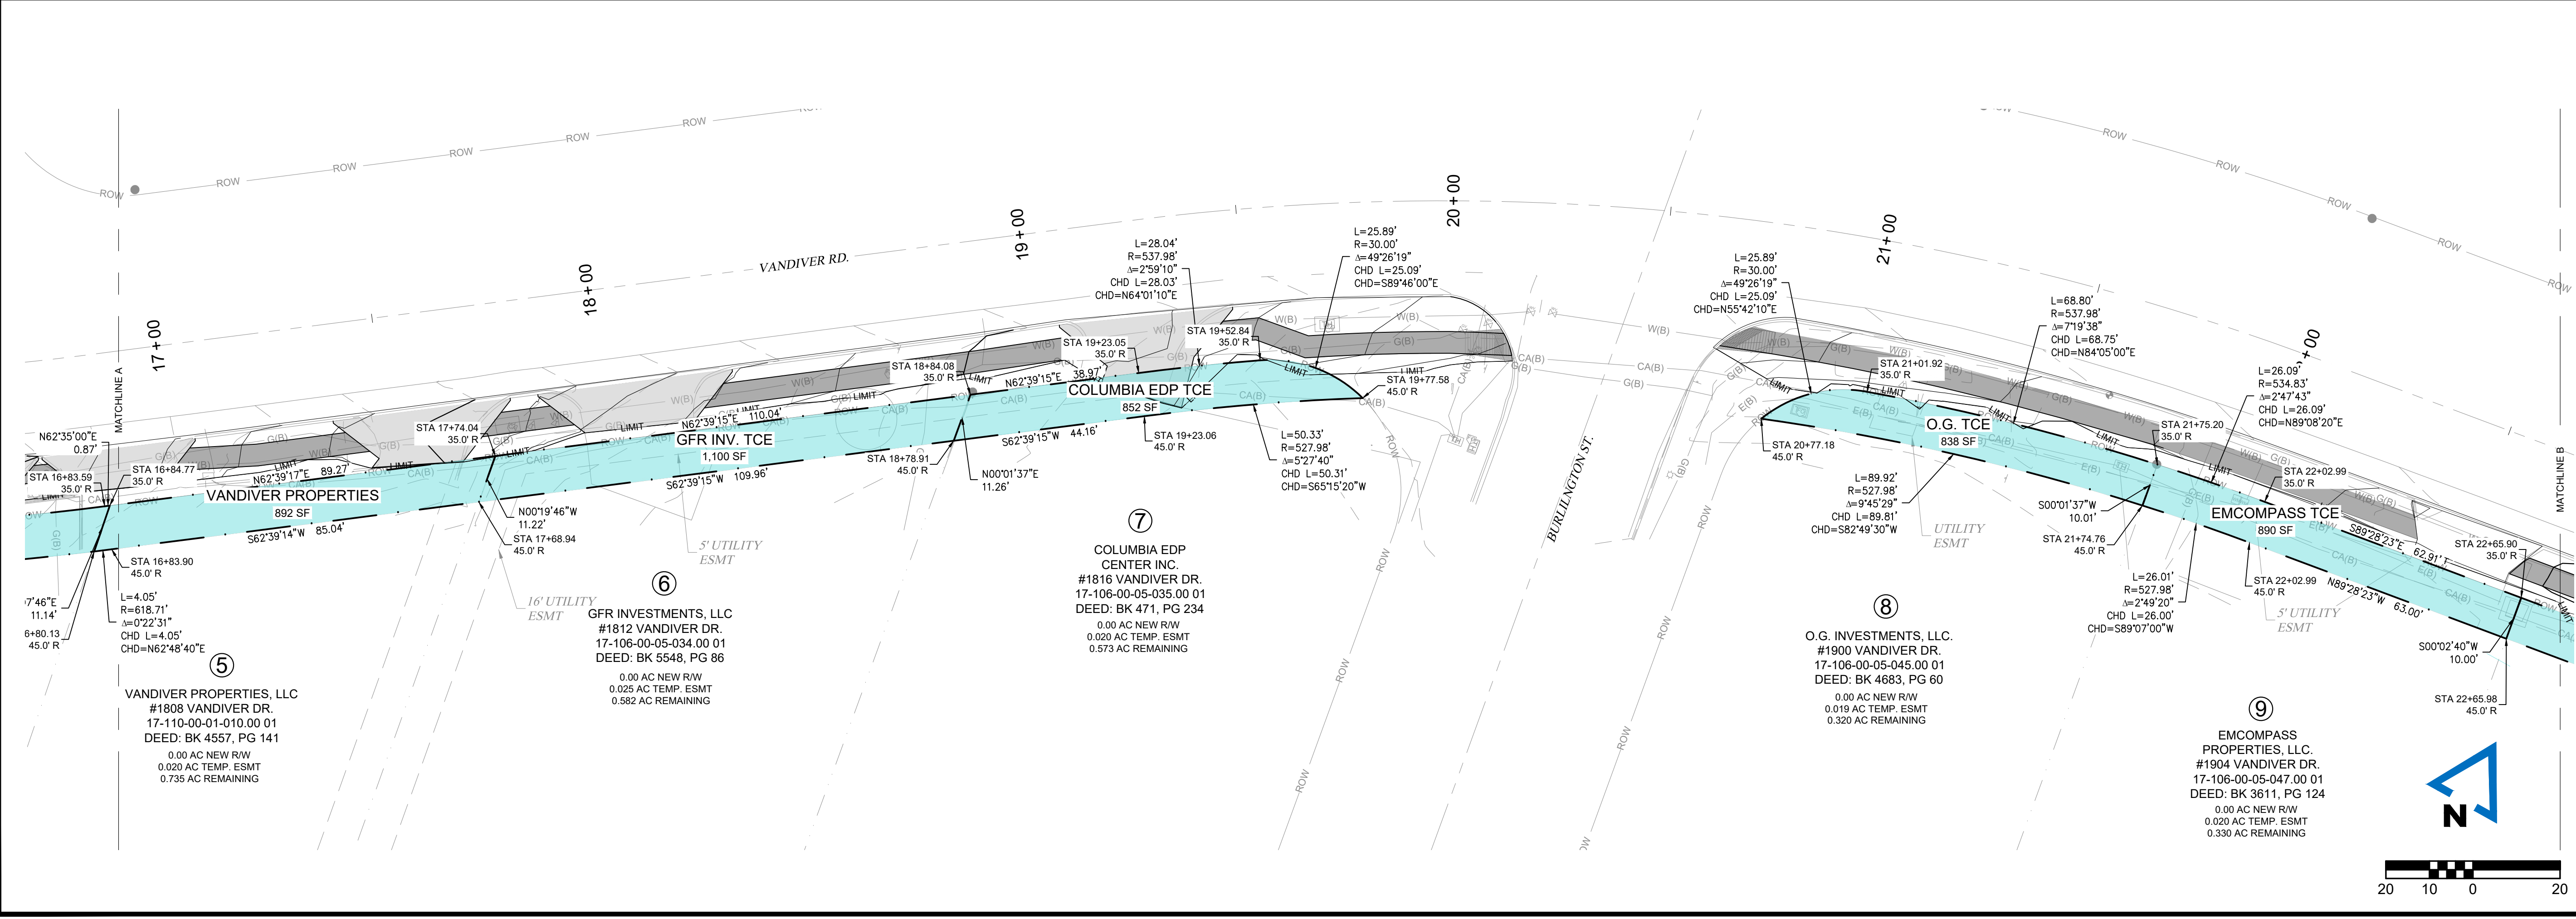 ROW
ROW
ROW
ROW
ROW
ROW
ROW
ROW
ROW
ROW
ROW
ROW
ROW
MATCHLINE A
17+00
18+00
19+00
20+00
21+00
+00
MATCHLINE B
VANDIVER RD.
BURLILNGTON ST.
N62°35'00"E
0.87'
STA 16+83.59
35.0' R
STA 16+84.77
35.0' R
LIMIT
N62°39'17"E 89.27'
VANDIVER PROPERTIES
892 SF
S62°39'14"W 85.04'
STA 16+83.90
45.0' R
7'46"E
11.14'
6+80.13
45.0' R
L=4.05'
R=618.71'
Δ=0°22'31"
CHD L=4.05'
CHD=N62°48'40"E
5
VANDIVER PROPERTIES, LLC
#1808 VANDIVER DR.
17-110-00-01-010.00 01
DEED: BK 4557, PG 141
0.00 AC NEW R/W
0.020 AC TEMP. ESMT
0.735 AC REMAINING
STA 17+74.04
35.0' R
N00°19'46"W
11.22'
STA 17+68.94
45.0' R
16' UTILITY
ESMT
N62°39'15"E 110.04'
GFR INV. TCE
1,100 SF
S62°39'15"W 109.96'
5' UTILITY
ESMT
6
GFR INVESTMENTS, LLC
#1812 VANDIVER DR.
17-106-00-05-034.00 01
DEED: BK 5548, PG 86
0.00 AC NEW R/W
0.025 AC TEMP. ESMT
0.582 AC REMAINING
STA 18+84.08
35.0' R
STA 18+78.91
45.0' R
N00°01'37"E
11.26'
L=28.04'
R=537.98'
Δ=2°59'10"
CHD L=28.03'
CHD=N64°01'10"E
L=25.89'
R=30.00'
Δ=49°26'19"
CHD L=25.09'
CHD=S89°46'00"E
STA 19+23.05
35.0' R
STA 19+52.84
35.0' R
N62°39'15"E 38.97'
COLUMBIA EDP TCE
852 SF
S62°39'15"W 44.16'
STA 19+23.06
45.0' R
STA 19+77.58
45.0' R
L=50.33'
R=527.98'
Δ=5°27'40"
CHD L=50.31'
CHD=S65°15'20"W
7
COLUMBIA EDP
CENTER INC.
#1816 VANDIVER DR.
17-106-00-05-035.00 01
DEED: BK 471, PG 234
0.00 AC NEW R/W
0.020 AC TEMP. ESMT
0.573 AC REMAINING
L=25.89'
R=30.00'
Δ=49°26'19"
CHD L=25.09'
CHD=N55°42'10"E
STA 21+01.92
35.0' R
L=68.80'
R=537.98'
Δ=7°19'38"
CHD L=68.75'
CHD=N84°05'00"E
O.G. TCE
838 SF
STA 20+77.18
45.0' R
L=89.92'
R=527.98'
Δ=9°45'29"
CHD L=89.81'
CHD=S82°49'30"W
UTILITY
ESMT
8
O.G. INVESTMENTS, LLC.
#1900 VANDIVER DR.
17-106-00-05-045.00 01
DEED: BK 4683, PG 60
0.00 AC NEW R/W
0.019 AC TEMP. ESMT
0.320 AC REMAINING
STA 21+75.20
35.0' R
S00°01'37"W
10.01'
STA 21+74.76
45.0' R
L=26.09'
R=534.83'
Δ=2°47'43"
CHD L=26.09'
CHD=N89°08'20"E
STA 22+02.99
35.0' R
L=26.01'
R=527.98'
Δ=2°49'20"
CHD L=26.00'
CHD=S89°07'00"W
EMCOMPASS TCE
890 SF
S89°28'23"E 62.91'
N89°28'23"W 63.00'
STA 22+02.99
45.0' R
5' UTILITY
ESMT
STA 22+65.90
35.0' R
S00°02'40"W
10.00'
STA 22+65.98
45.0' R
9
EMCOMPASS
PROPERTIES, LLC.
#1904 VANDIVER DR.
17-106-00-05-047.00 01
DEED: BK 3611, PG 124
0.00 AC NEW R/W
0.020 AC TEMP. ESMT
0.330 AC REMAINING
N
20 10 0 20